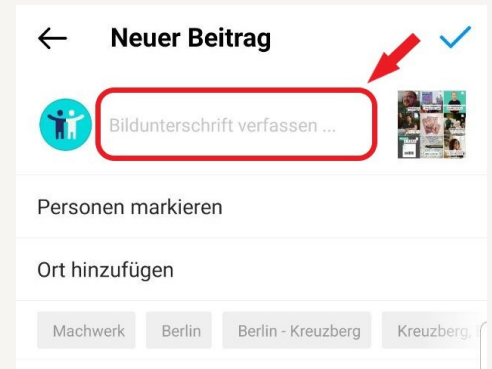 Neuer Beitrag
Bildunterschrift verfassen ...
Personen markieren
Ort hinzufügen
Machwerk Berlin Berlin - Kreuzberg Kreuzberg,